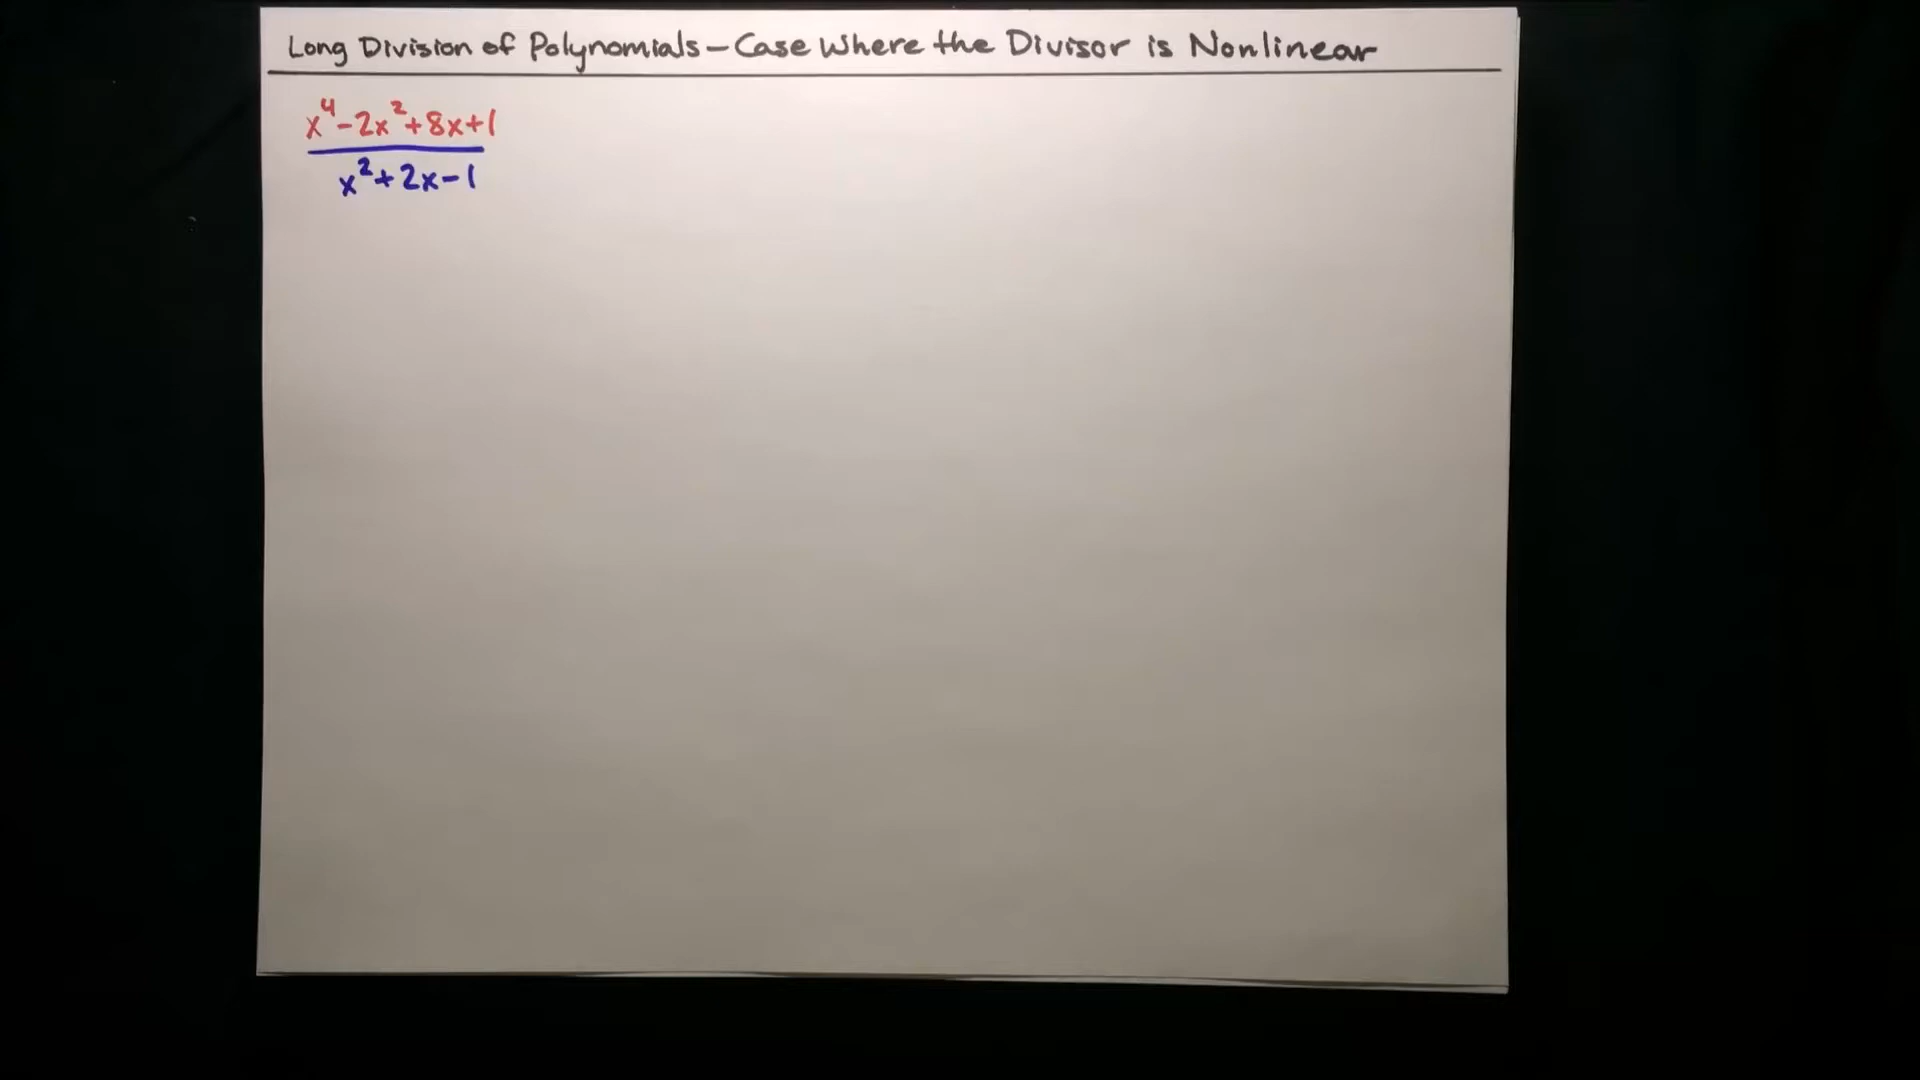 Long Division of Polynomials – Case Where the Divisor is Nonlinear
x⁴-2x²+8x+1
x²+2x-1